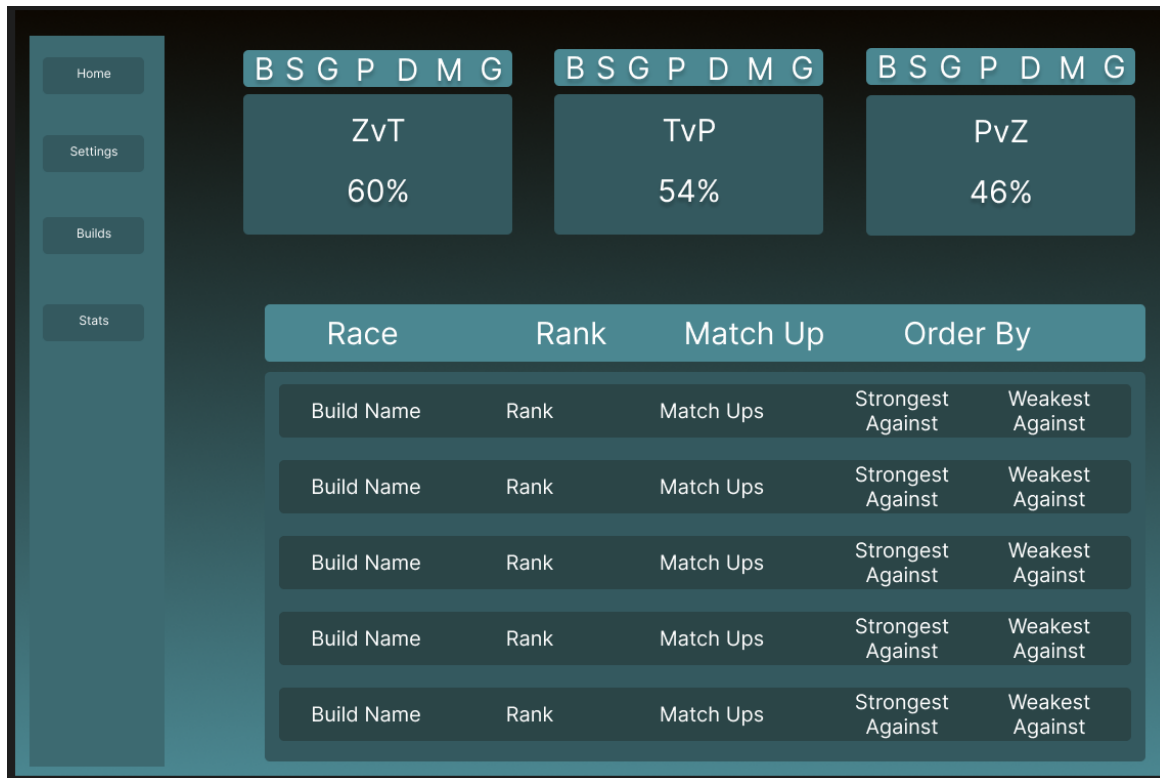 Home
Settings
Builds
Stats
B S G P D M G
ZvT
60%
B S G P D M G
TvP
54%
B S G P D M G
PvZ
46%
Race Rank Match Up Order By
Build Name Rank Match Ups Strongest Against Weakest Against
Build Name Rank Match Ups Strongest Against Weakest Against
Build Name Rank Match Ups Strongest Against Weakest Against
Build Name Rank Match Ups Strongest Against Weakest Against
Build Name Rank Match Ups Strongest Against Weakest Against